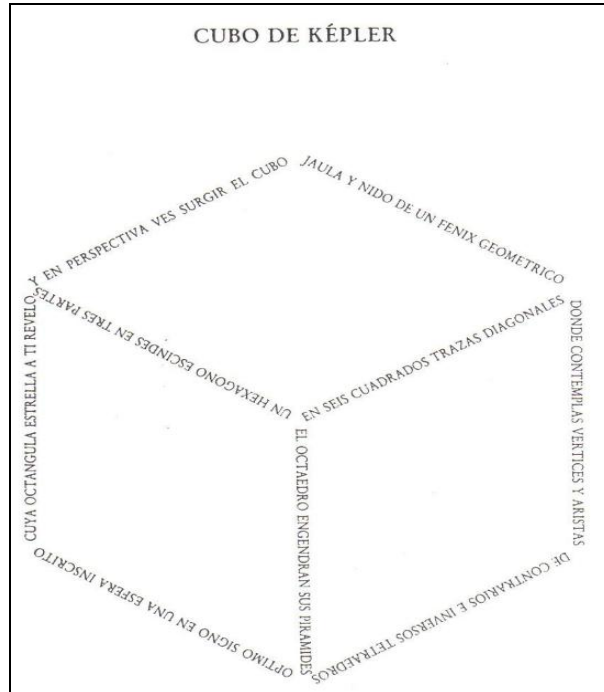 CUBO DE KÉPLER
UN HEXAGONO ESCINDES EN TRES PARTES
Y EN PERSPECTIVA VES SURGIR EL CUBO
JAULA Y NIDO DE UN FENIX GEOMETRICO
DONDE CONTEMPLAS VERTICES Y ARISTAS
DE CONTRARIOS E INVERSOS TETRAEDROS
EN SEIS CUADRADOS TRAZAS DIAGONALES
EL OCTAEDRO ENGENDRAN SUS PIRAMIDES
OPTIMO SIGNO EN UNA ESFERA INSCRITO
CUYA OCTANGULA ESTRELLA A TI REVELO